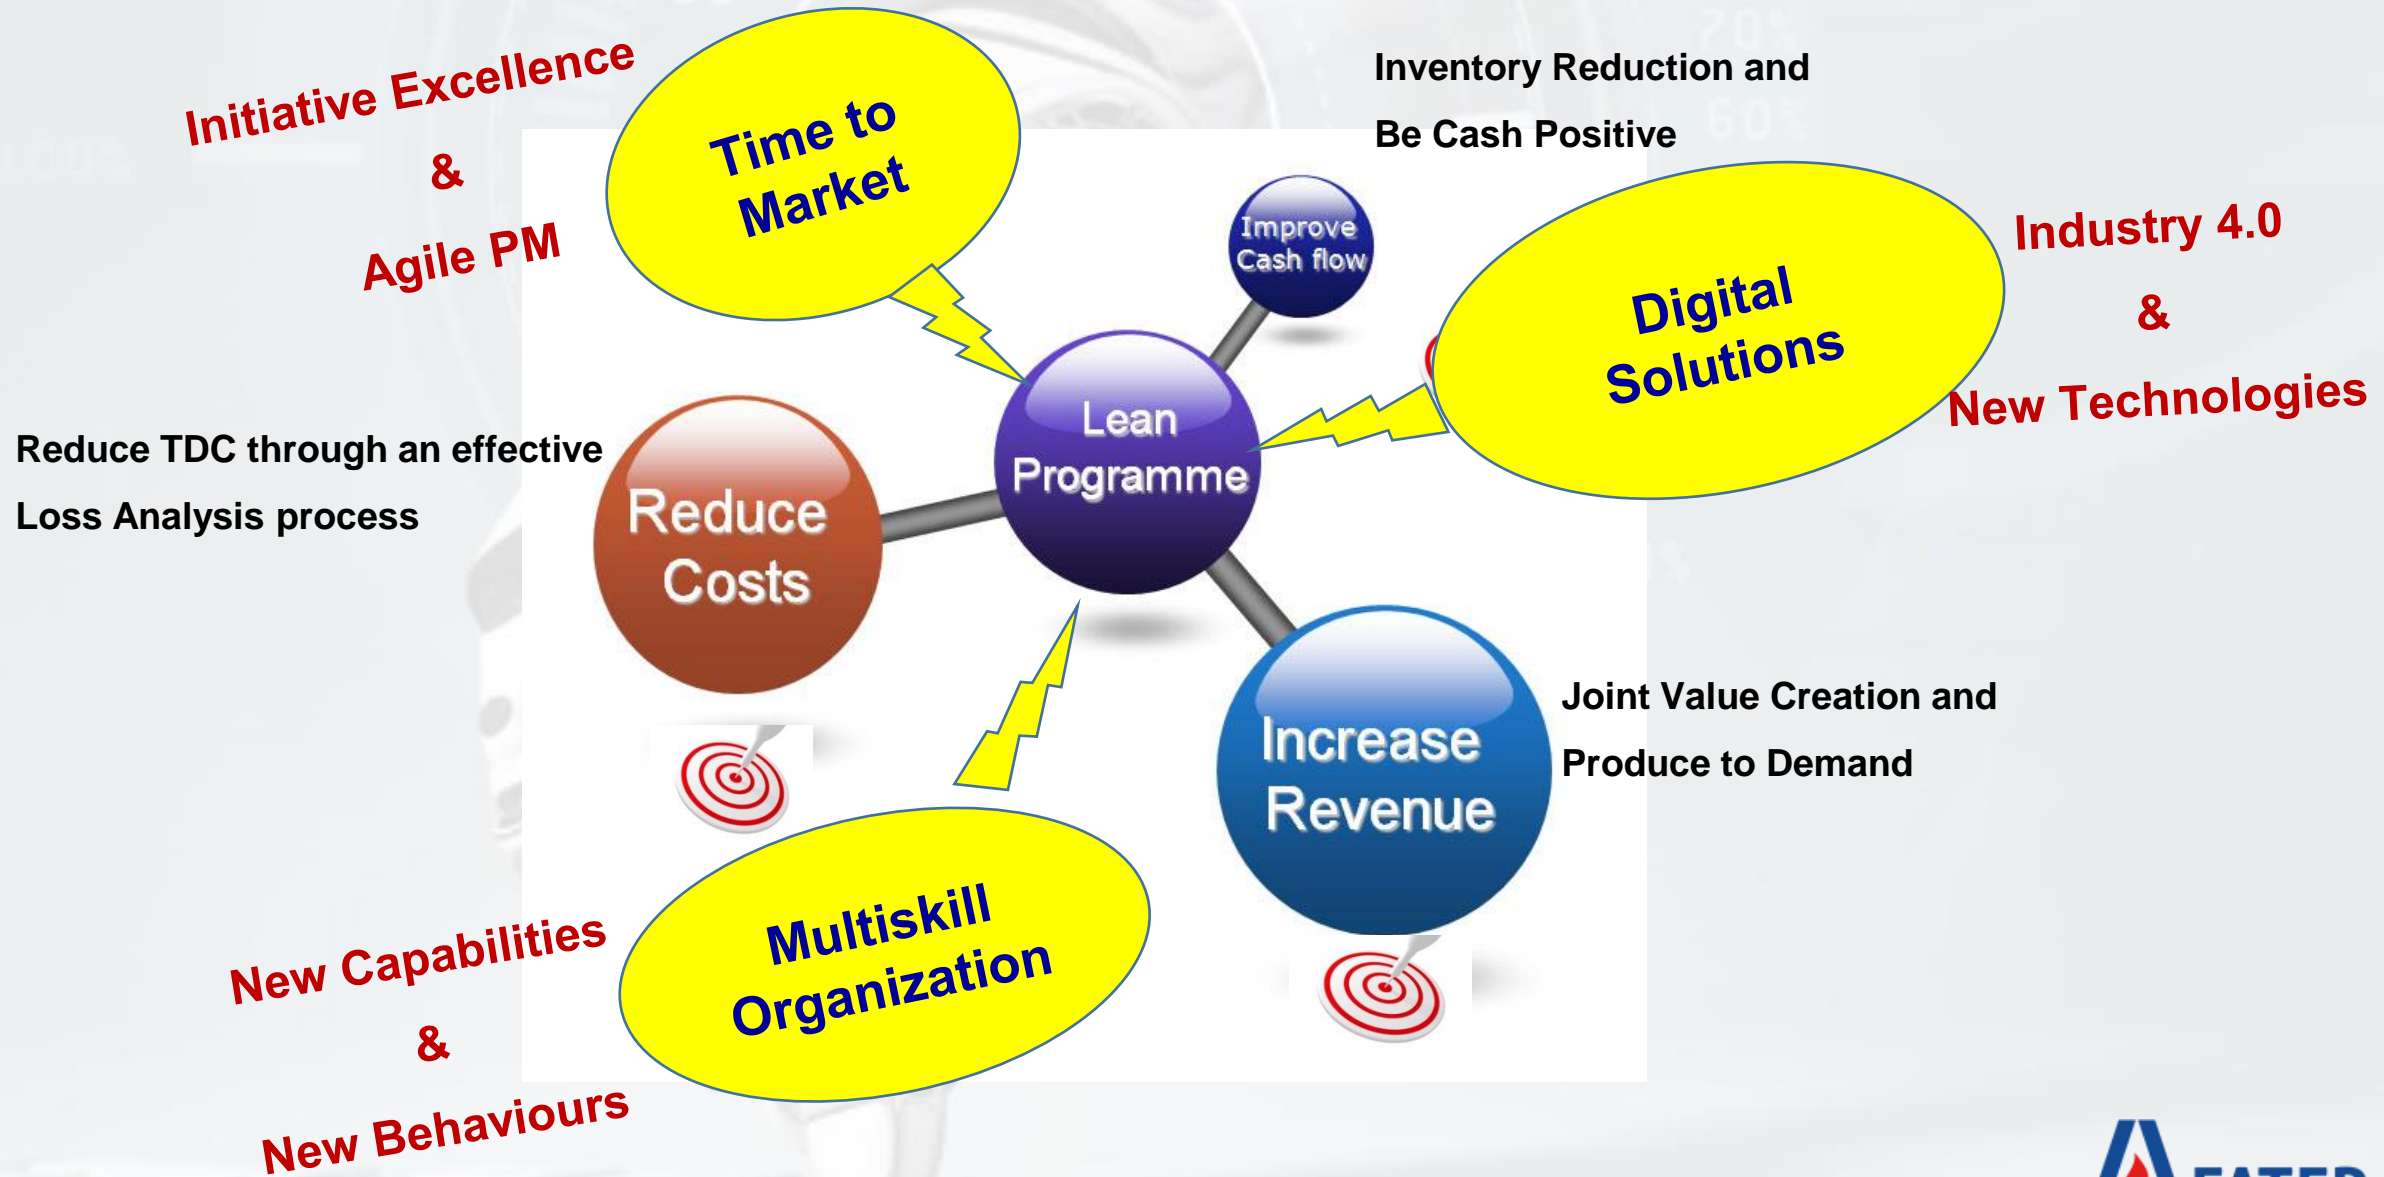 Initiative Excellence
&
Agile PM
Time to
Market
Inventory Reduction and
Be Cash Positive
Improve
Cash flow
Digital
Solutions
Industry 4.0
&
New Technologies
Lean
Programme
Reduce TDC through an effective
Loss Analysis process
Reduce
Costs
Increase
Revenue
Joint Value Creation and
Produce to Demand
Multiskill
Organization
New Capabilities
&
New Behaviours
70%
60%